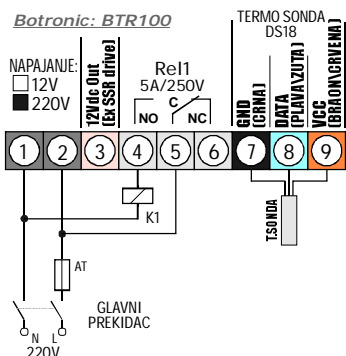 Botronic: BTR100
TERMO SONDA
DS18
NAPAJANJE:
12V
220V
12Vdc Out
(Ex SSR drive)
Rel1
5A/250V
C
NO
NC
GND
(CRNA)
DATA
(PLAVA\ZUTA)
VCC
(BRAON\CRVENA)
1
2
3
4
5
6
7
8
9
K1
T.SONDA
AT
GLAVNI
PREKIDAC
N
L
220V